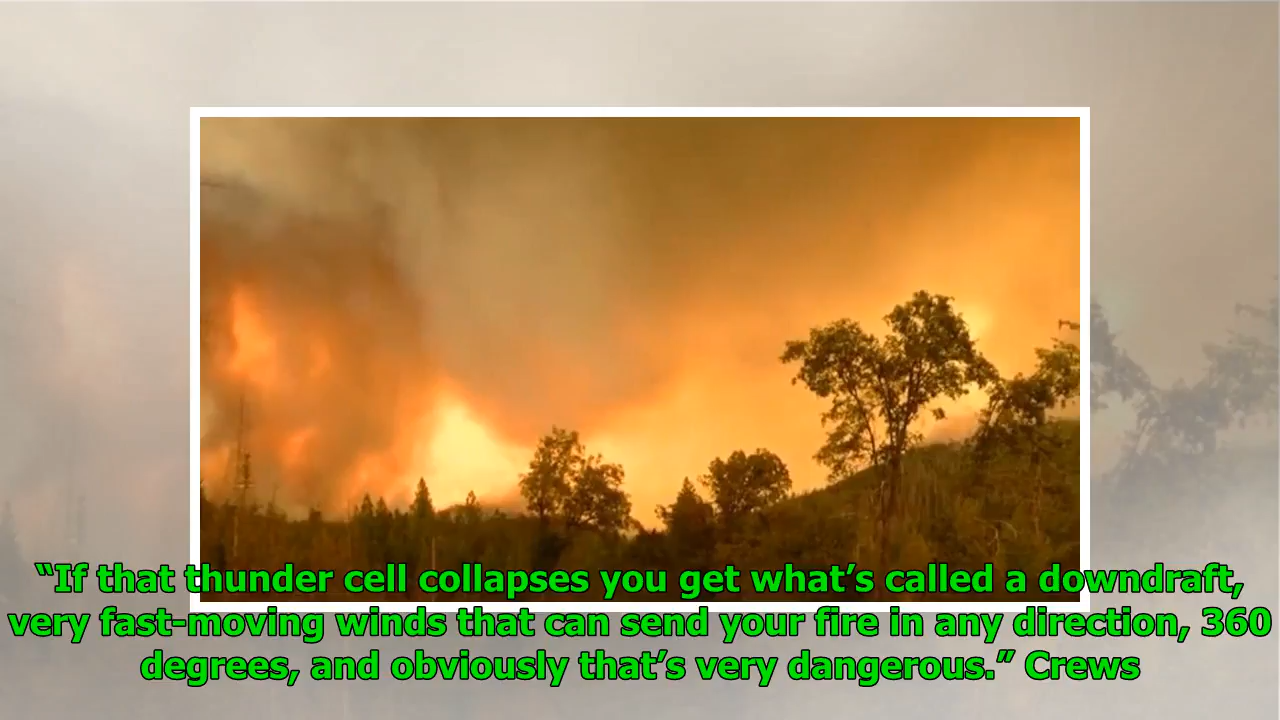 “If that thunder cell collapses you get what’s called a downdraft,
very fast-moving winds that can send your fire in any direction, 360
degrees, and obviously that’s very dangerous.” Crews